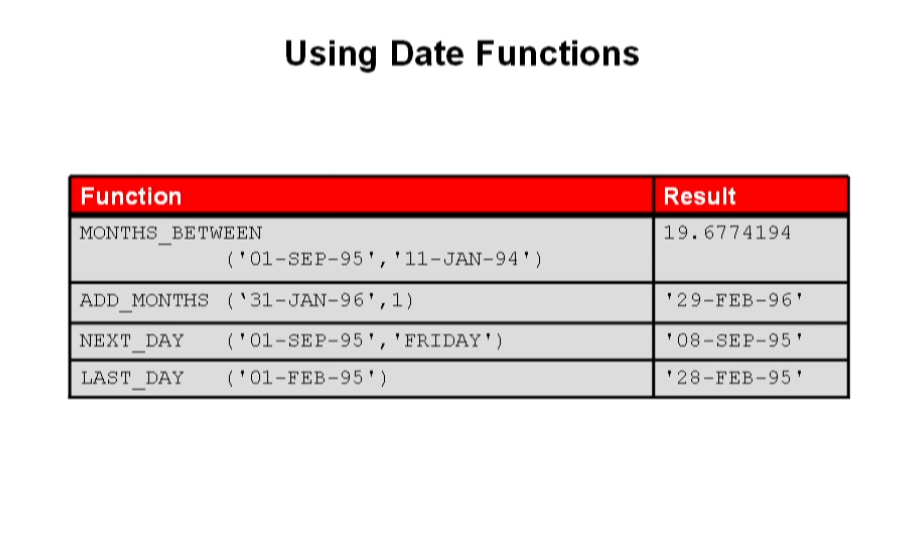 Using Date Functions
Function Result
MONTHS_BETWEEN 19.6774194
('01-SEP-95','11-JAN-94')
ADD_MONTHS (‘31-JAN-96',1) '29-FEB-96'
NEXT_DAY ('01-SEP-95','FRIDAY') '08-SEP-95'
LAST_DAY ('01-FEB-95') '28-FEB-95'